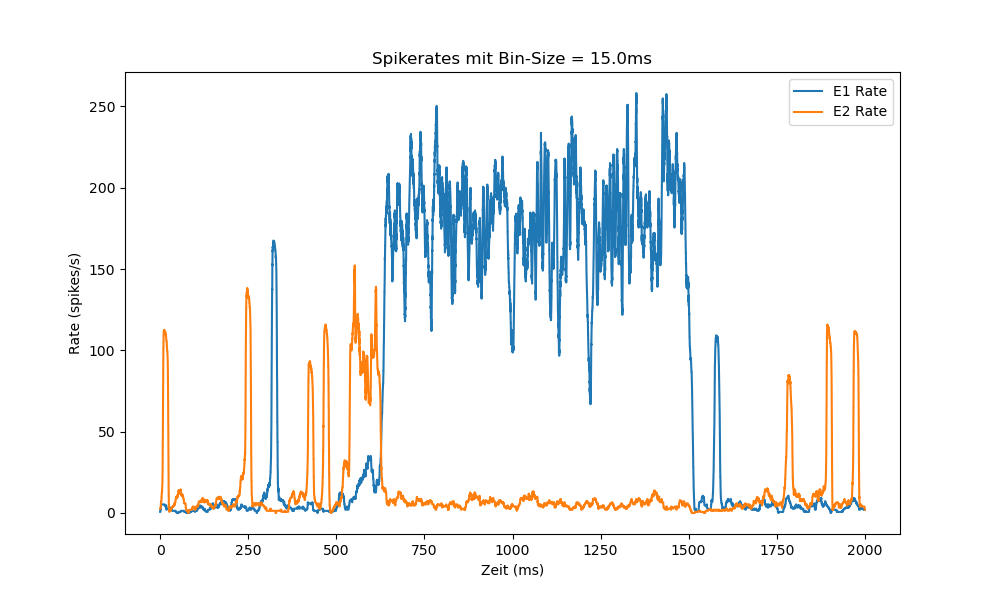 Spikerates mit Bin-Size = 15.0ms
E1 Rate
E2 Rate
Rate (spikes/s)
250
200
150
100
50
0
0 250 500 750 1000 1250 1500 1750 2000
Zeit (ms)